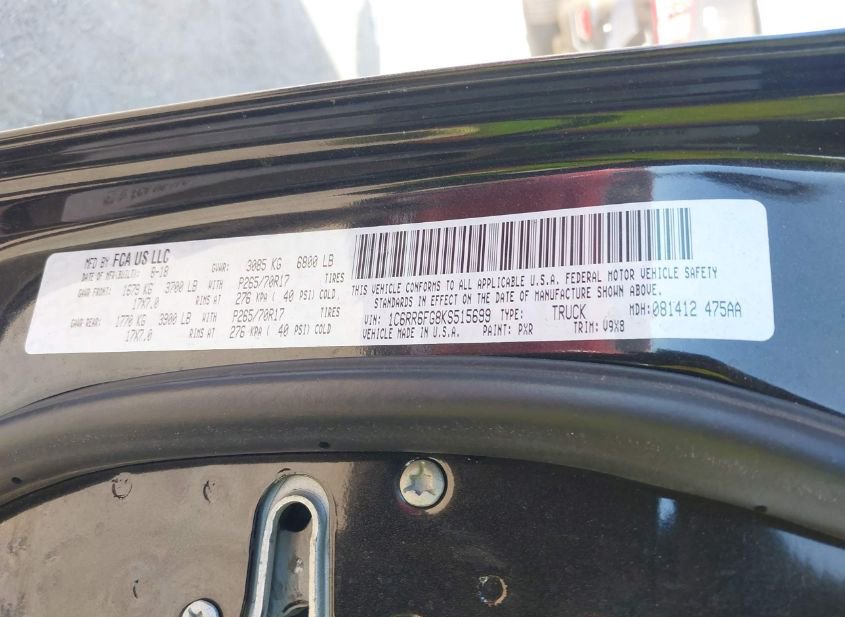 MFD BY FCA US LLC
DATE OF MFR(BUILT): 8-18 GVWR: 3085 KG 6800 LB
GAWR FRONT: 1679 KG 3700 LB WITH P265/70R17 TIRES
17X7.0 RIMS AT 276 KPA ( 40 PSI) COLD
GAWR REAR: 1770 KG 3900 LB WITH P265/70R17 TIRES
17X7.0 RIMS AT 276 KPA ( 40 PSI) COLD
THIS VEHICLE CONFORMS TO ALL APPLICABLE U.S.A. FEDERAL MOTOR VEHICLE SAFETY
STANDARDS IN EFFECT ON THE DATE OF MANUFACTURE SHOWN ABOVE.
VIN: 1C6RR6FG8KS515699 TYPE: TRUCK MDH: 081412 475AA
VEHICLE MADE IN U.S.A. PAINT: PXR TRIM: V9X8